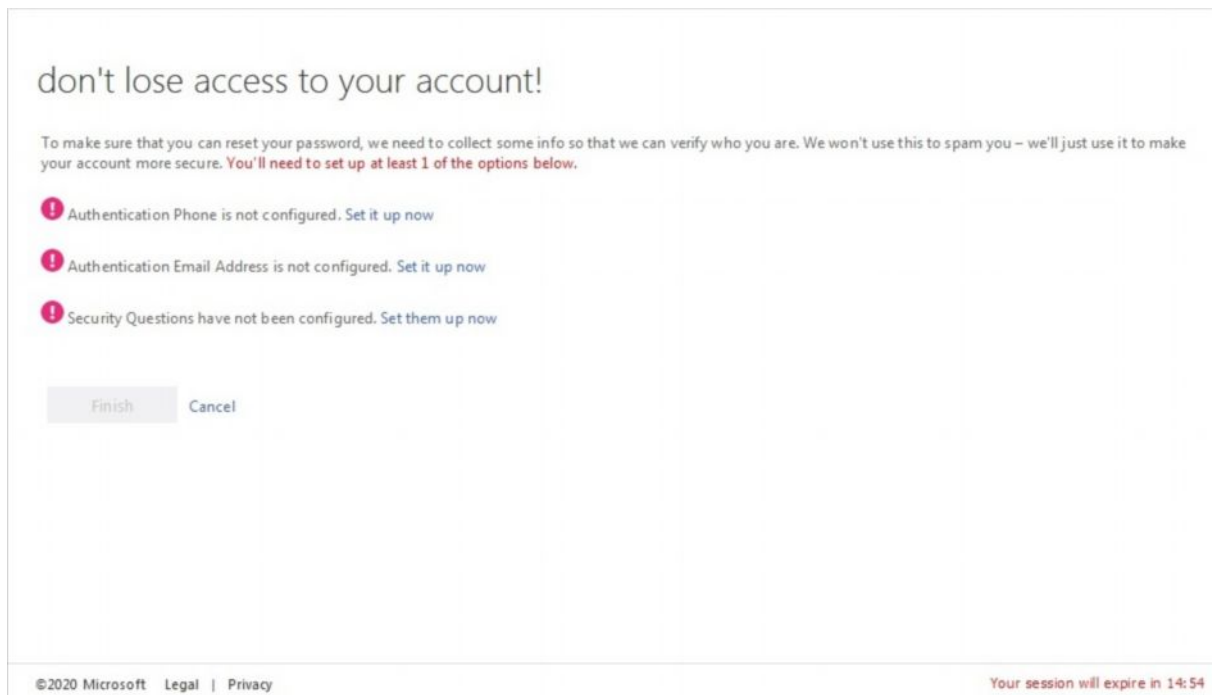 don't lose access to your account!
To make sure that you can reset your password, we need to collect some info so that we can verify who you are. We won't use this to spam you – we'll just use it to make
your account more secure. You'll need to set up at least 1 of the options below.
! Authentication Phone is not configured. Set it up now
! Authentication Email Address is not configured. Set it up now
! Security Questions have not been configured. Set them up now
Finish Cancel
©2020 Microsoft Legal | Privacy Your session will expire in 14:54